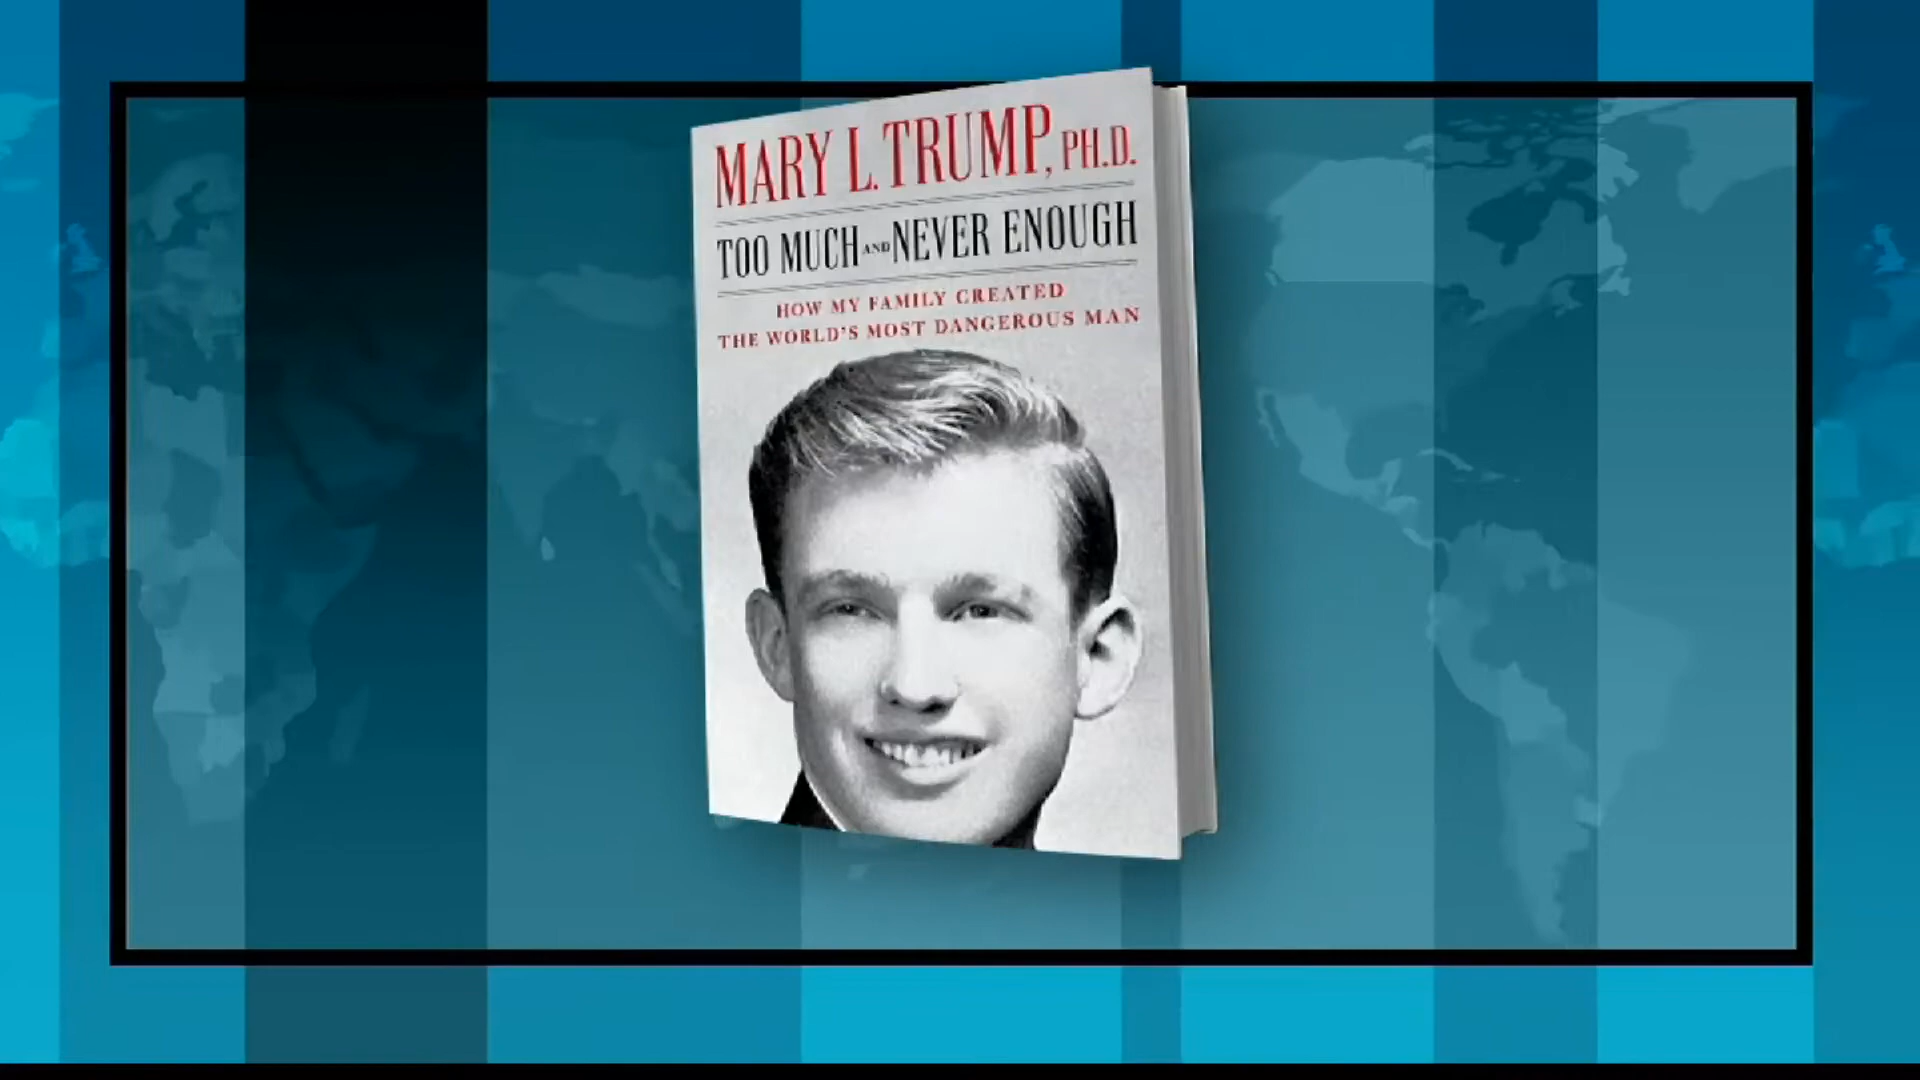 MARY L. TRUMP, PH.D.
TOO MUCH AND NEVER ENOUGH
HOW MY FAMILY CREATED
THE WORLD'S MOST DANGEROUS MAN